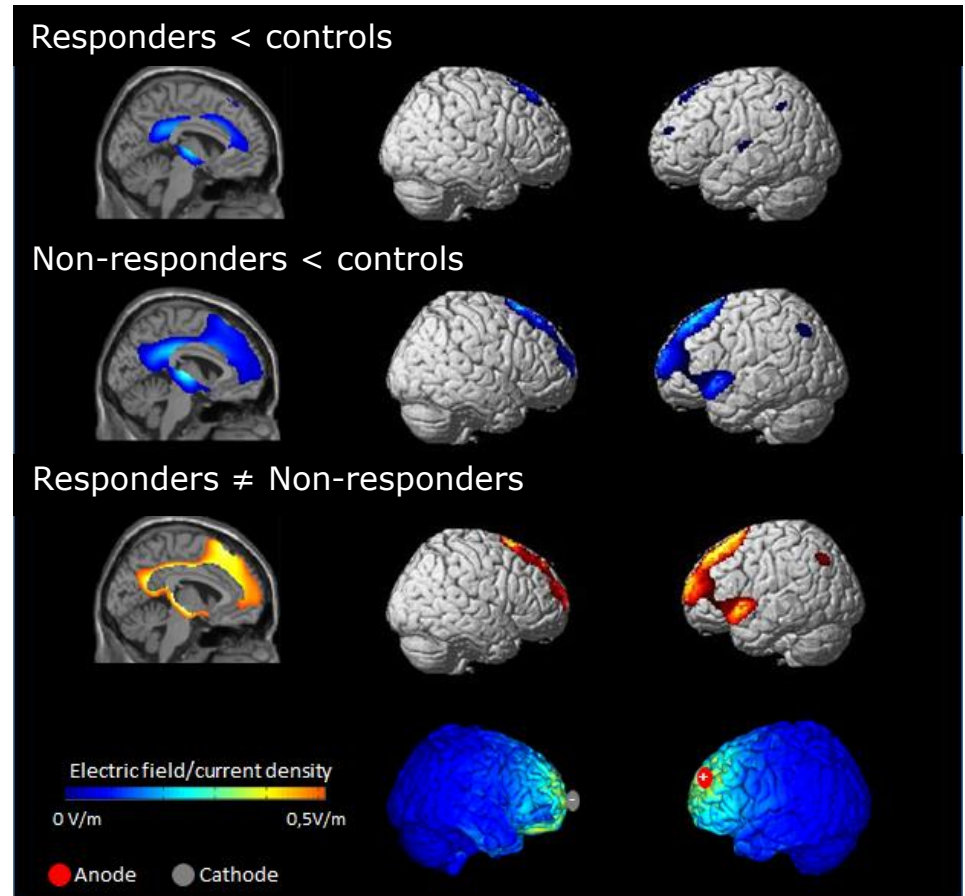 Responders < controls
Non-responders < controls
Responders ≠ Non-responders
Electric field/current density
0 V/m 0,5V/m
Anode Cathode
- +